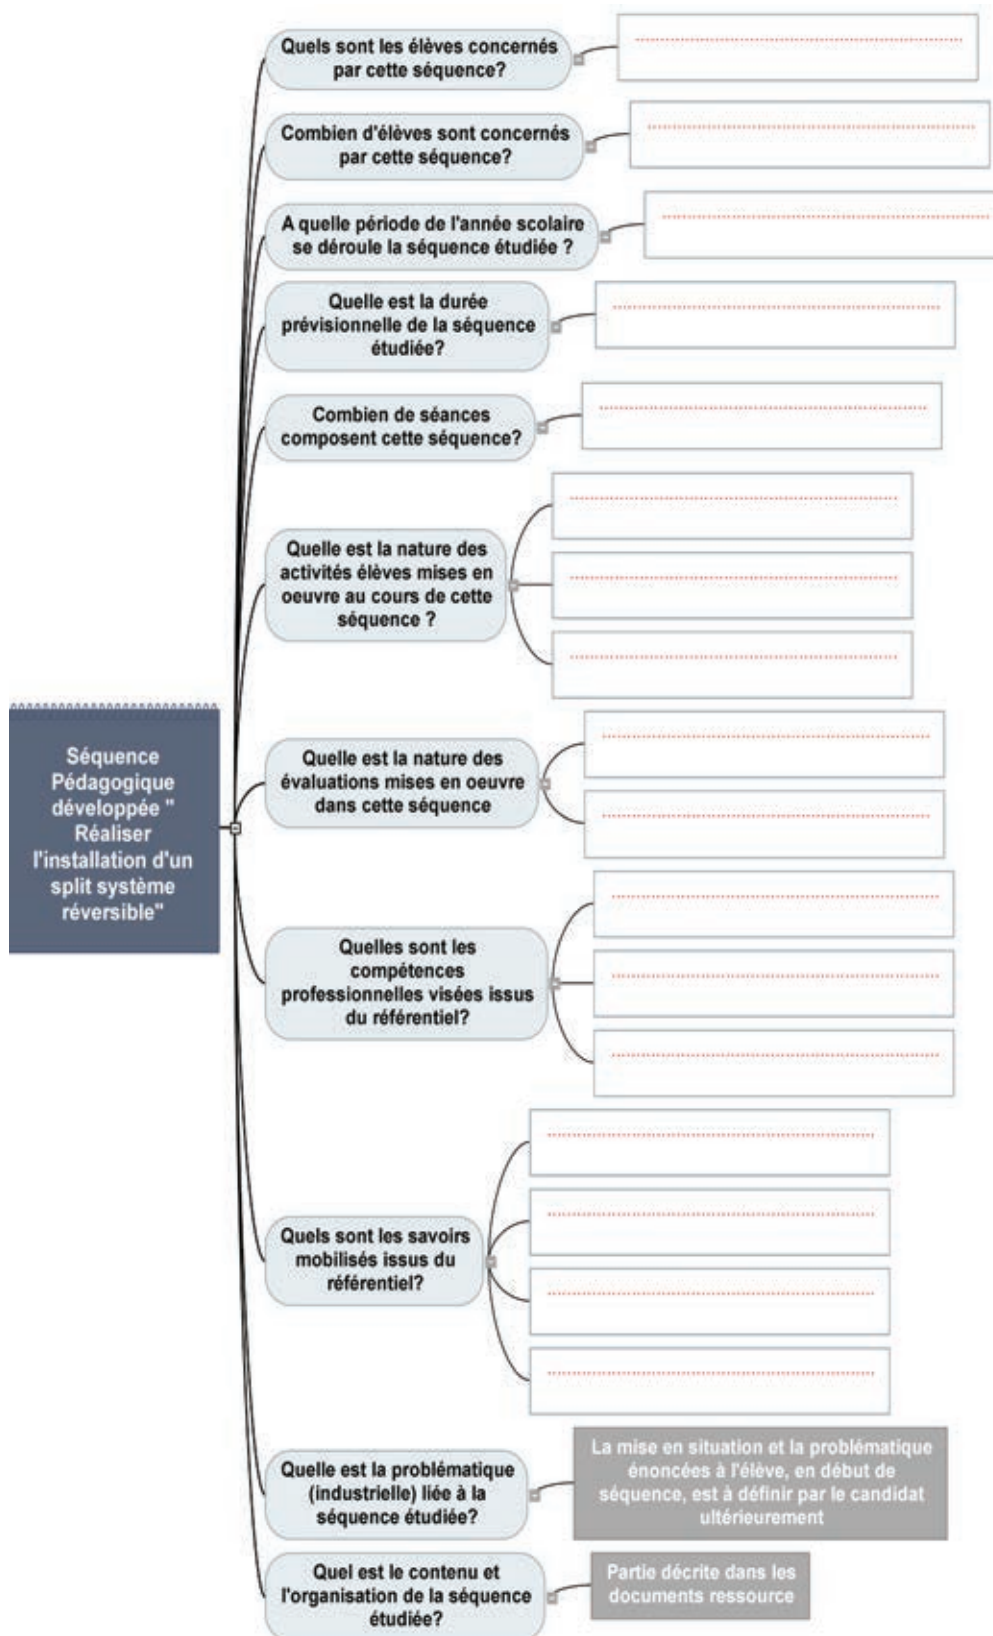 Quels sont les élèves concernés
par cette séquence?
Combien d'élèves sont concernés
par cette séquence?
A quelle période de l'année scolaire
se déroule la séquence étudiée ?
Quelle est la durée
prévisionnelle de la séquence
étudiée?
Combien de séances
composent cette séquence?
Quelle est la nature des
activités élèves mises en
oeuvre au cours de cette
séquence ?
Séquence
Pédagogique
développée "
Réaliser
l'installation d'un
split système
réversible"
Quelle est la nature des
évaluations mises en oeuvre
dans cette séquence
Quelles sont les
compétences
professionnelles visées issus
du référentiel?
Quels sont les savoirs
mobilisés issus du
référentiel?
Quelle est la problématique
(industrielle) liée à la
séquence étudiée?
La mise en situation et la problématique
énoncées à l'élève, en début de
séquence, est à définir par le candidat
ultérieurement
Quel est le contenu et
l'organisation de la séquence
étudiée?
Partie décrite dans les
documents ressource